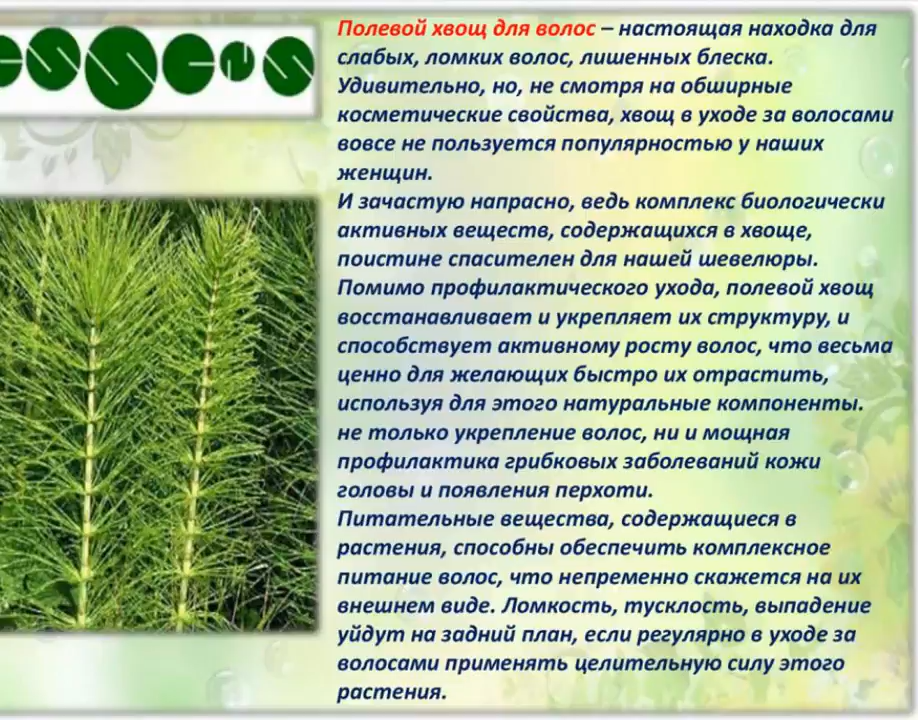 Полевой хвощ для волос – настоящая находка для
слабых, ломких волос, лишенных блеска.
Удивительно, но, не смотря на обширные
косметические свойства, хвощ в уходе за волосами
вовсе не пользуется популярностью у наших
женщин.
И зачастую напрасно, ведь комплекс биологически
активных веществ, содержащихся в хвоще,
поистине спасителен для нашей шевелюры.
Помимо профилактического ухода, полевой хвощ
восстанавливает и укрепляет их структуру, и
способствует активному росту волос, что весьма
ценно для желающих быстро их отрастить,
используя для этого натуральные компоненты.
не только укрепление волос, ни и мощная
профилактика грибковых заболеваний кожи
головы и появления перхоти.
Питательные вещества, содержащиеся в
растения, способны обеспечить комплексное
питание волос, что непременно скажется на их
внешнем виде. Ломкость, тусклость, выпадение
уйдут на задний план, если регулярно в уходе за
волосами применять целительную силу этого
растения.